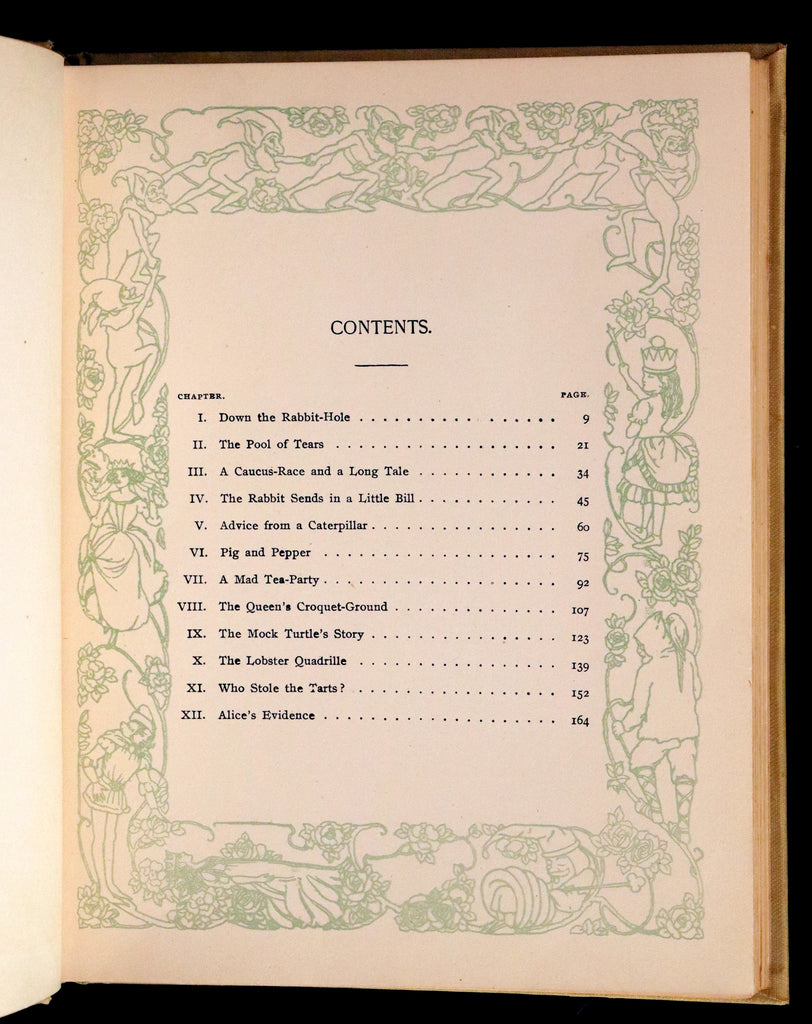 CONTENTS.
CHAPTER. PAGE.
I. Down the Rabbit-Hole . . . . . . . . . . . . . . . . . 9
II. The Pool of Tears . . . . . . . . . . . . . . . . . . . 21
III. A Caucus-Race and a Long Tale . . . . . . . . . . . . 34
IV. The Rabbit Sends in a Little Bill . . . . . . . . . . . . 45
V. Advice from a Caterpillar . . . . . . . . . . . . . . . . 60
VI. Pig and Pepper . . . . . . . . . . . . . . . . . . . . 75
VII. A Mad Tea-Party . . . . . . . . . . . . . . . . . . . . 92
VIII. The Queen's Croquet-Ground . . . . . . . . . . . . . . 107
IX. The Mock Turtle's Story . . . . . . . . . . . . . . . . 123
X. The Lobster Quadrille . . . . . . . . . . . . . . . . . 139
XI. Who Stole the Tarts? . . . . . . . . . . . . . . . . . 152
XII. Alice's Evidence . . . . . . . . . . . . . . . . . . . . 164